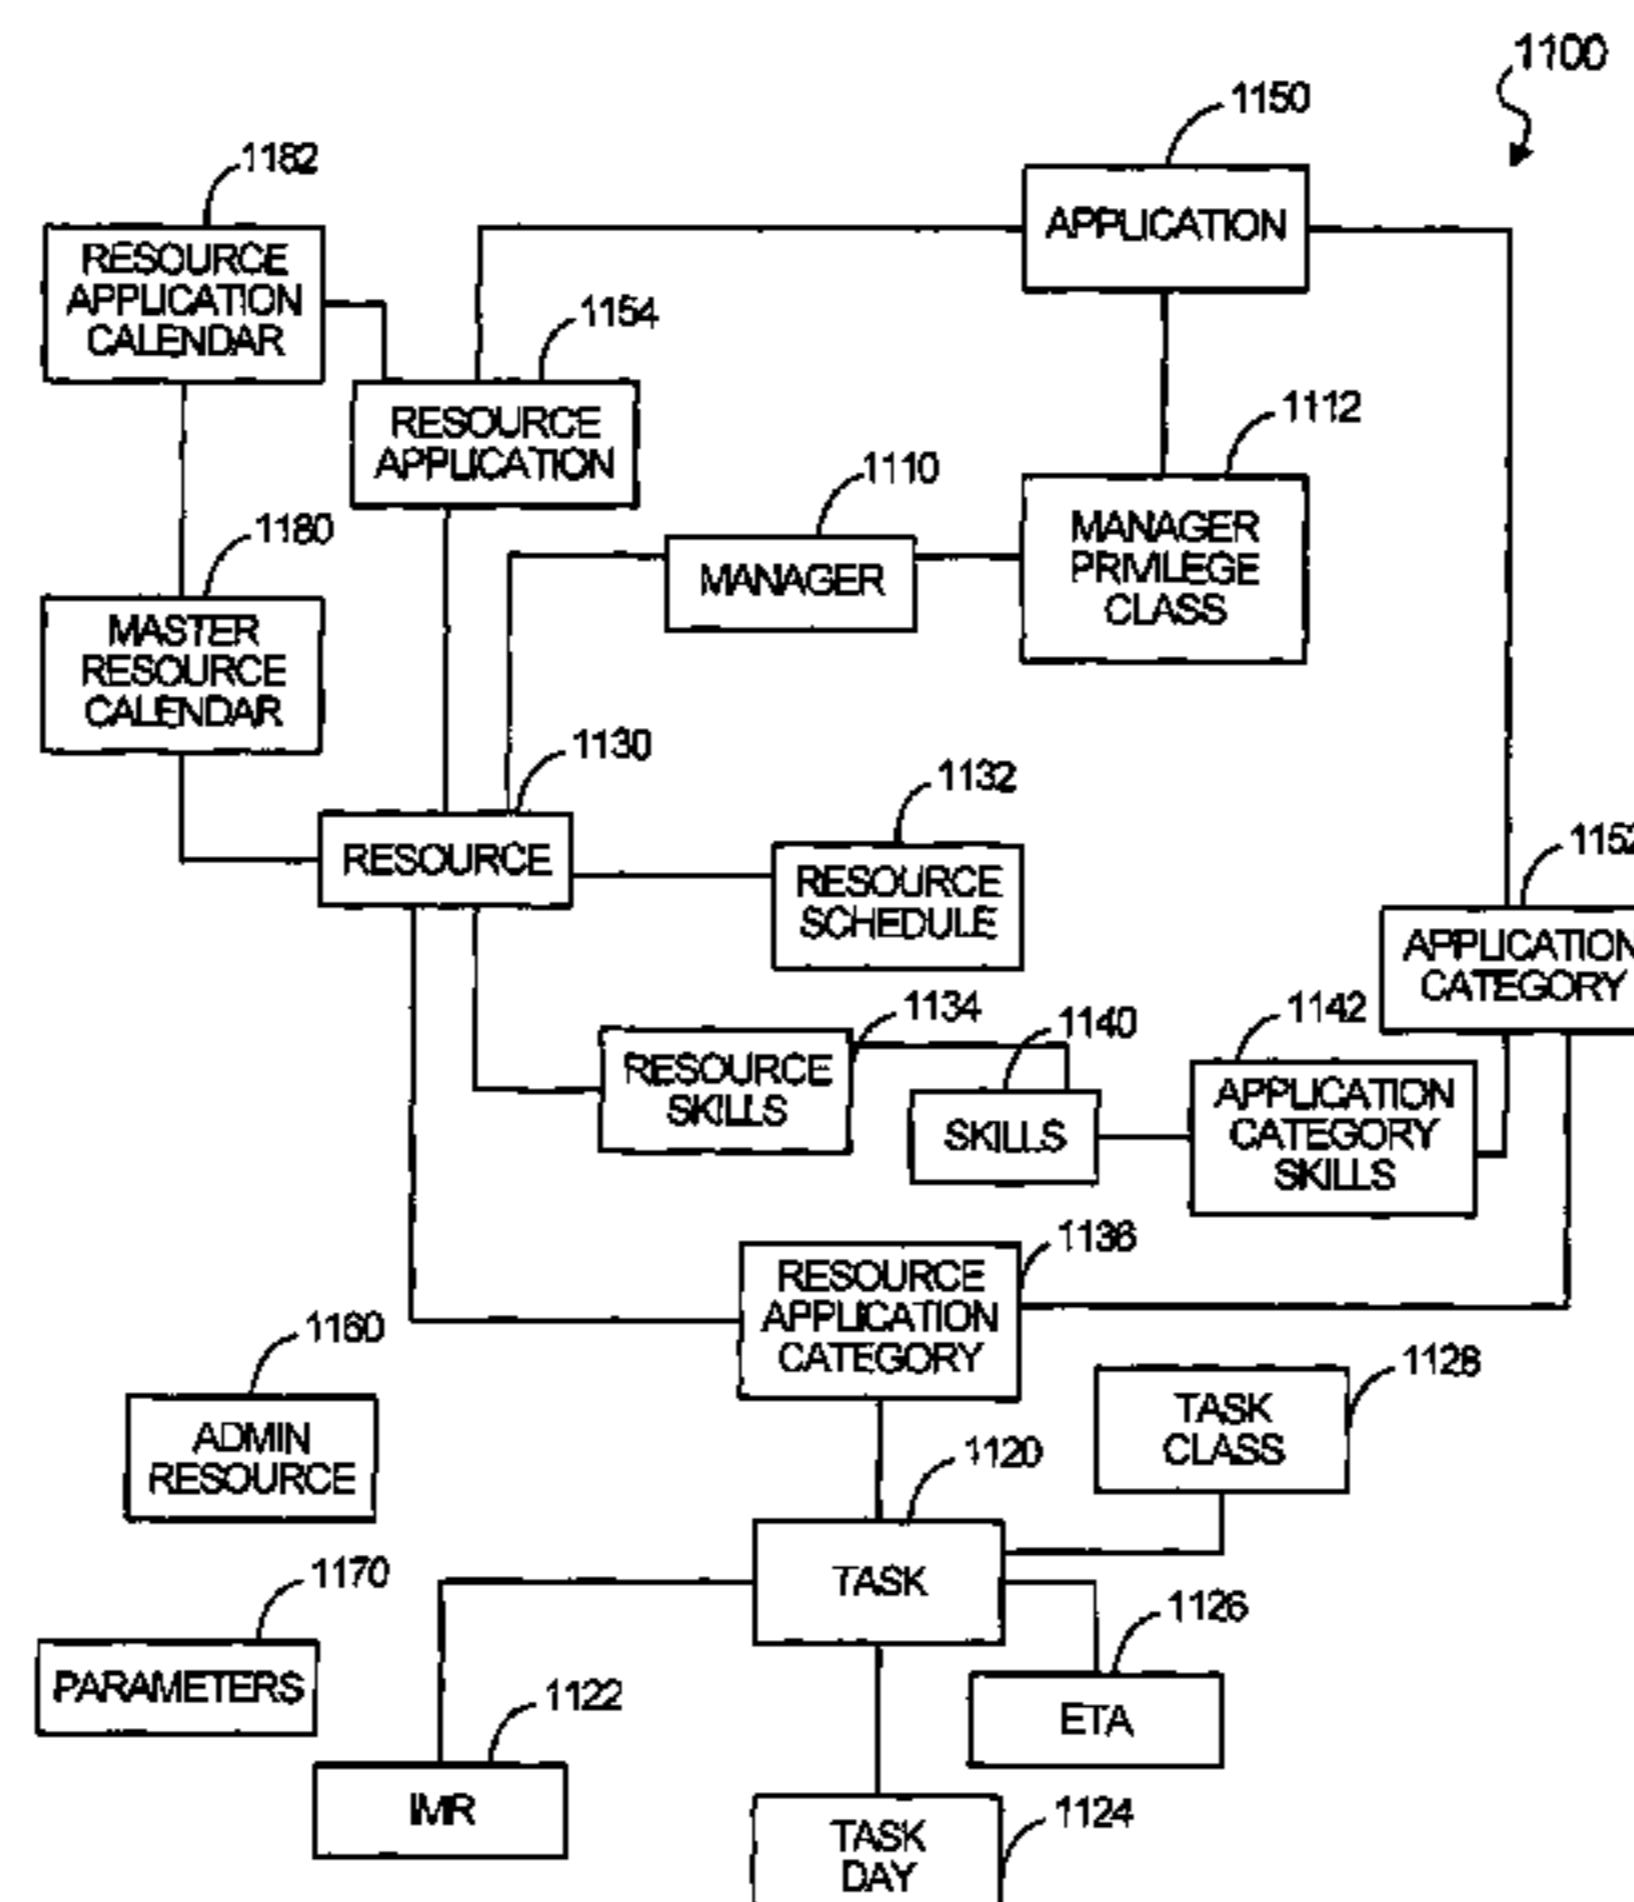 1100
1150
APPLICATION
1182
RESOURCE
APPLICATION
CALENDAR
1154
RESOURCE
APPLICATION
1112
MANAGER
PRIVILEGE
CLASS
1110
MANAGER
1180
MASTER
RESOURCE
CALENDAR
1130
RESOURCE
1132
RESOURCE
SCHEDULE
1152
APPLICATION
CATEGORY
1134
RESOURCE
SKILLS
1140
SKILLS
1142
APPLICATION
CATEGORY
SKILLS
1136
RESOURCE
APPLICATION
CATEGORY
1160
ADMIN
RESOURCE
1128
TASK
CLASS
1120
TASK
1170
PARAMETERS
1126
ETA
1122
IMR
1124
TASK
DAY